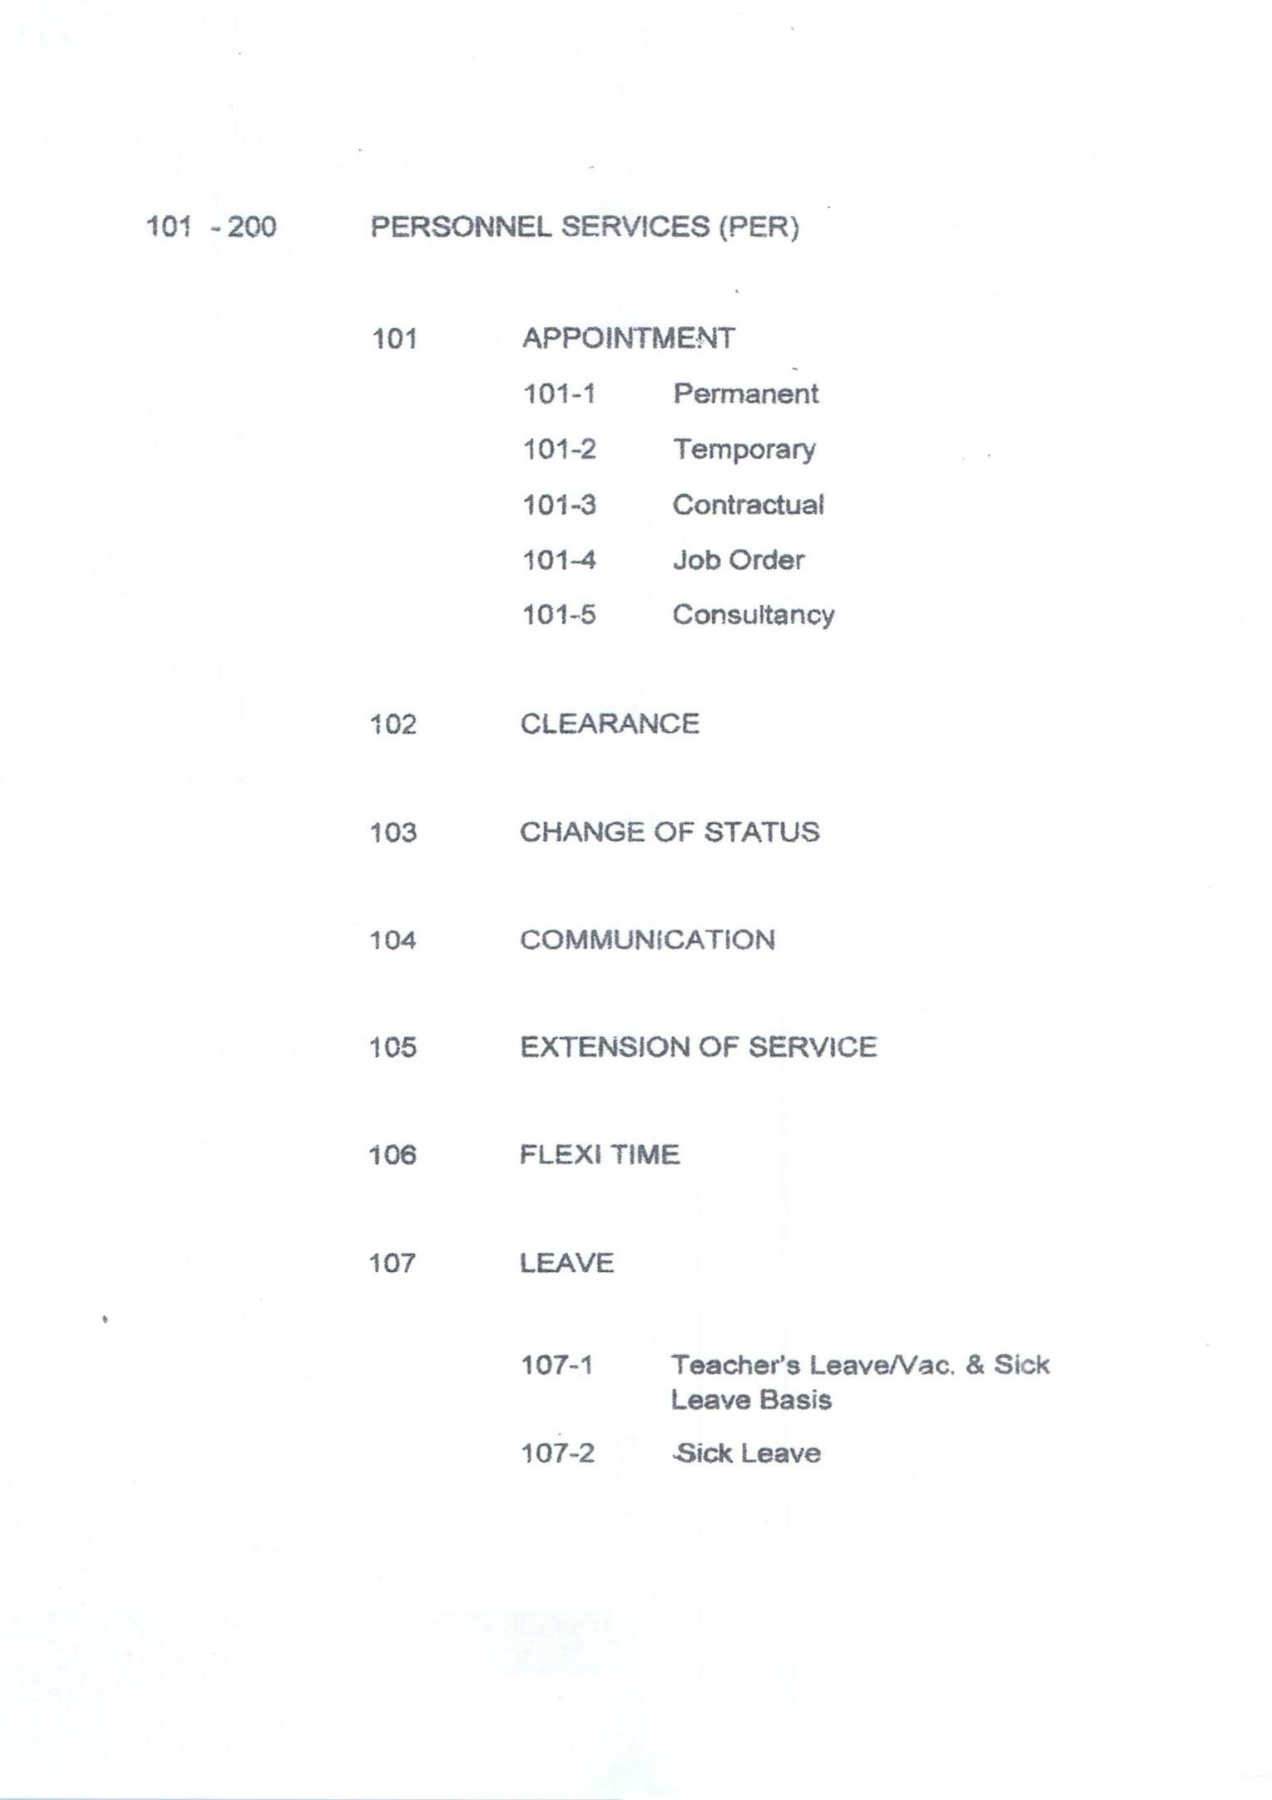 101 - 200 PERSONNEL SERVICES (PER)
101 APPOINTMENT
101-1 Permanent
101-2 Temporary
101-3 Contractual
101-4 Job Order
101-5 Consultancy
102 CLEARANCE
103 CHANGE OF STATUS
104 COMMUNICATION
105 EXTENSION OF SERVICE
106 FLEXI TIME
107 LEAVE
107-1 Teacher's Leave/Vac. & Sick
Leave Basis
107-2 Sick Leave